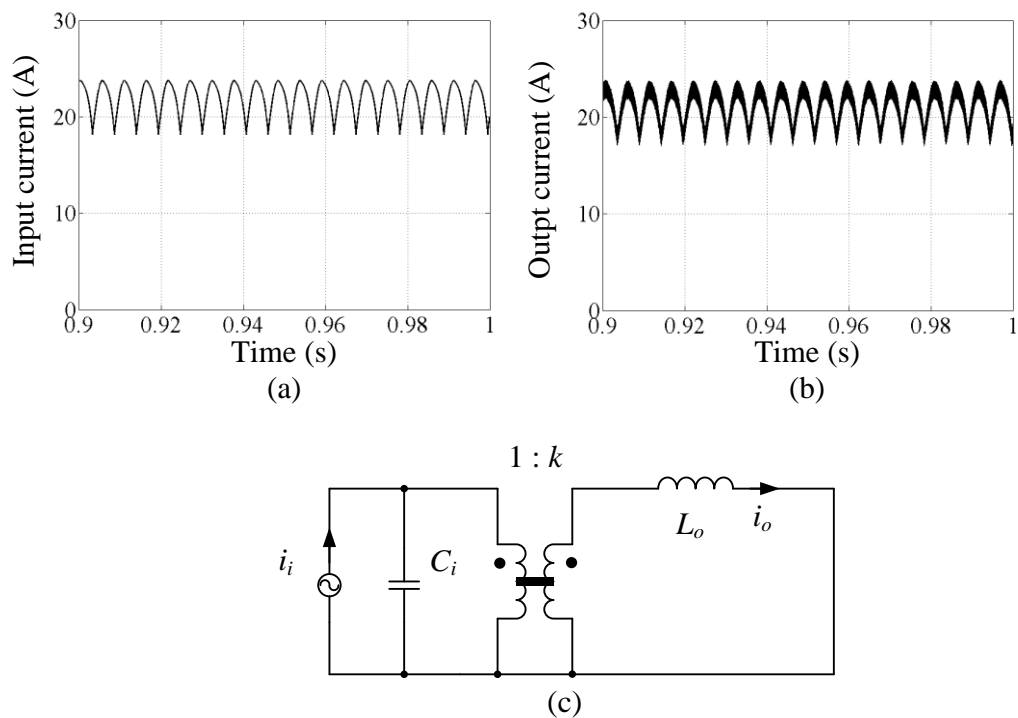 30
20
10
0
0.9 0.92 0.94 0.96 0.98 1
Input current (A)
Time (s)
(a)
30
20
10
0
0.9 0.92 0.94 0.96 0.98 1
Outpt current (A)
Time (s)
(b)
1 : k
i_i
C_i
L_o
i_o
(c)